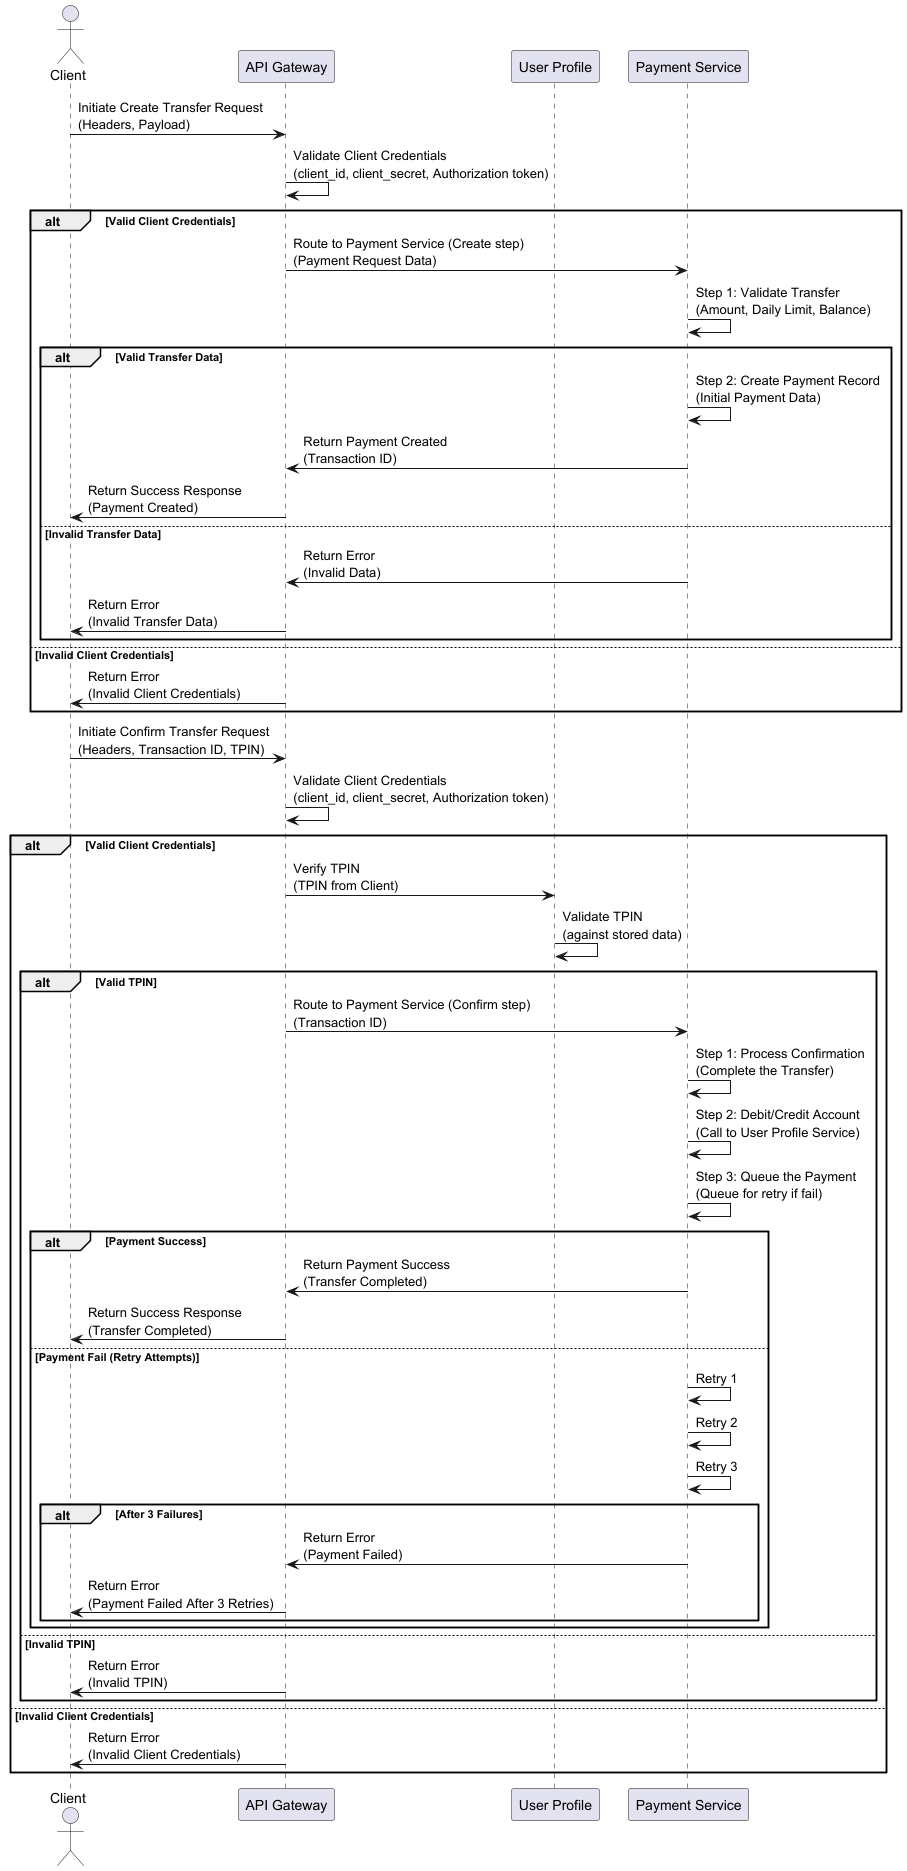 Client
API Gateway
User Profile
Payment Service
Initiate Create Transfer Request
(Headers, Payload)
Validate Client Credentials
(client_id, client_secret, Authorization token)
alt
[Valid Client Credentials]
Route to Payment Service (Create step)
(Payment Request Data)
Step 1: Validate Transfer
(Amount, Daily Limit, Balance)
alt
[Valid Transfer Data]
Step 2: Create Payment Record
(Initial Payment Data)
Return Payment Created
(Transaction ID)
Return Success Response
(Payment Created)
[Invalid Transfer Data]
Return Error
(Invalid Data)
Return Error
(Invalid Transfer Data)
[Invalid Client Credentials]
Return Error
(Invalid Client Credentials)
Initiate Confirm Transfer Request
(Headers, Transaction ID, TPIN)
Validate Client Credentials
(client_id, client_secret, Authorization token)
alt
[Valid Client Credentials]
Verify TPIN
(TPIN from Client)
Validate TPIN
(against stored data)
alt
[Valid TPIN]
Route to Payment Service (Confirm step)
(Transaction ID)
Step 1: Process Confirmation
(Complete the Transfer)
Step 2: Debit/Credit Account
(Call to User Profile Service)
Step 3: Queue the Payment
(Queue for retry if fail)
alt
[Payment Success]
Return Payment Success
(Transfer Completed)
Return Success Response
(Transfer Completed)
[Payment Fail (Retry Attempts)]
Retry 1
Retry 2
Retry 3
alt
[After 3 Failures]
Return Error
(Payment Failed)
Return Error
(Payment Failed After 3 Retries)
[Invalid TPIN]
Return Error
(Invalid TPIN)
[Invalid Client Credentials]
Return Error
(Invalid Client Credentials)
Client
API Gateway
User Profile
Payment Service